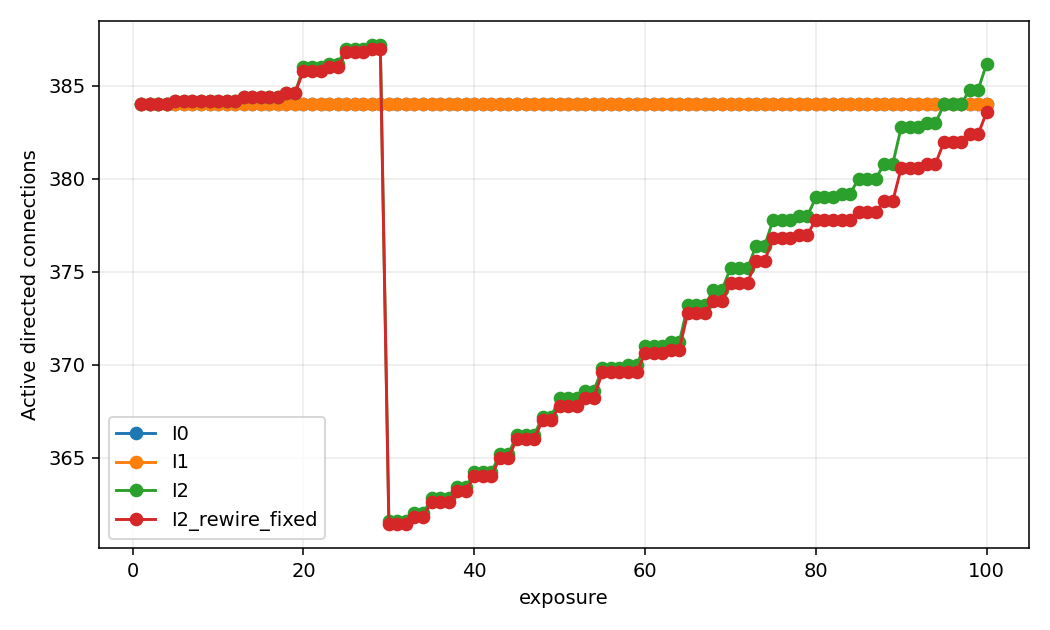 Active directed connections
385
380
375
370
365
0 20 40 60 80 100
exposure
I0
I1
I2
I2_rewire_fixed